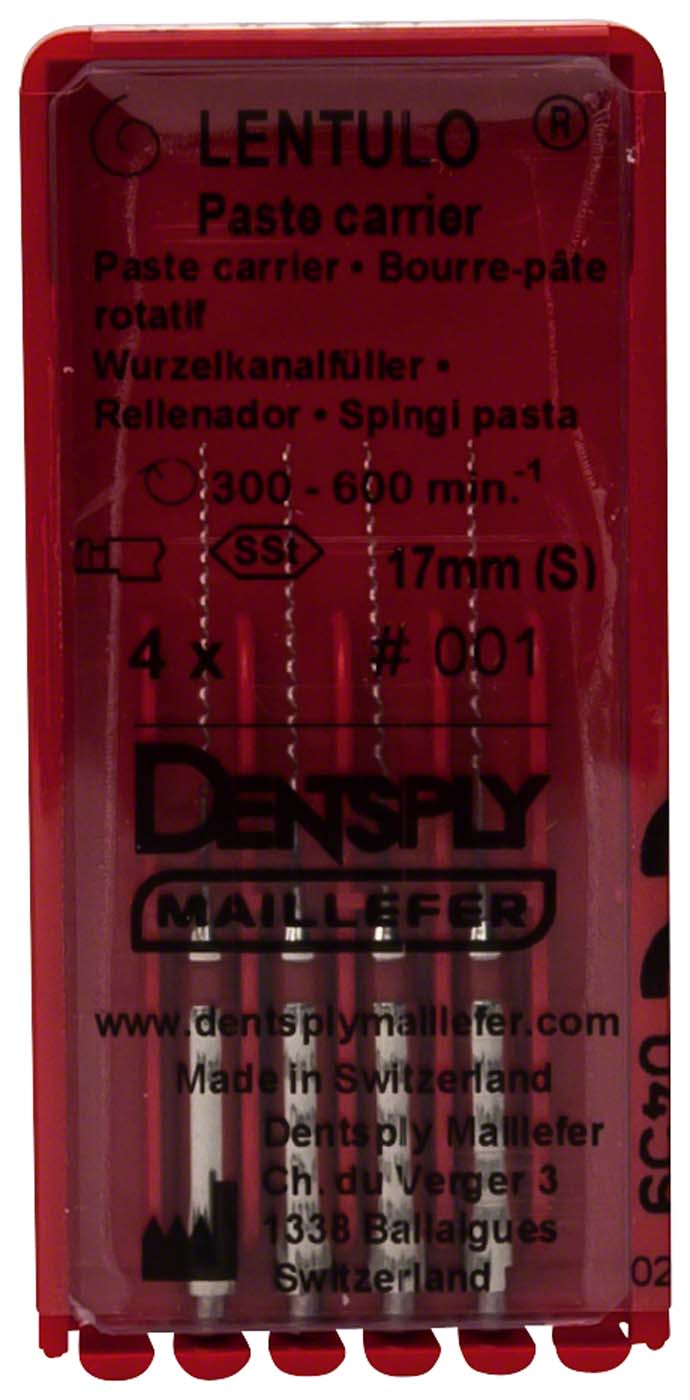 LENTULO ®
Paste carrier
Paste carrier • Bourre-pâte
rotatif
Wurzelkanalfüller •
Rellenador • Spingi pasta
300 - 600 min.⁻¹
SSt 17mm (S)
4 x # 001
DENTSPLY
MAILLEFER
www.dentsplymaillefer.com
Made in Switzerland
Dentsply Maillefer
Ch. du Verger 3
1338 Ballaigues
Switzerland
02